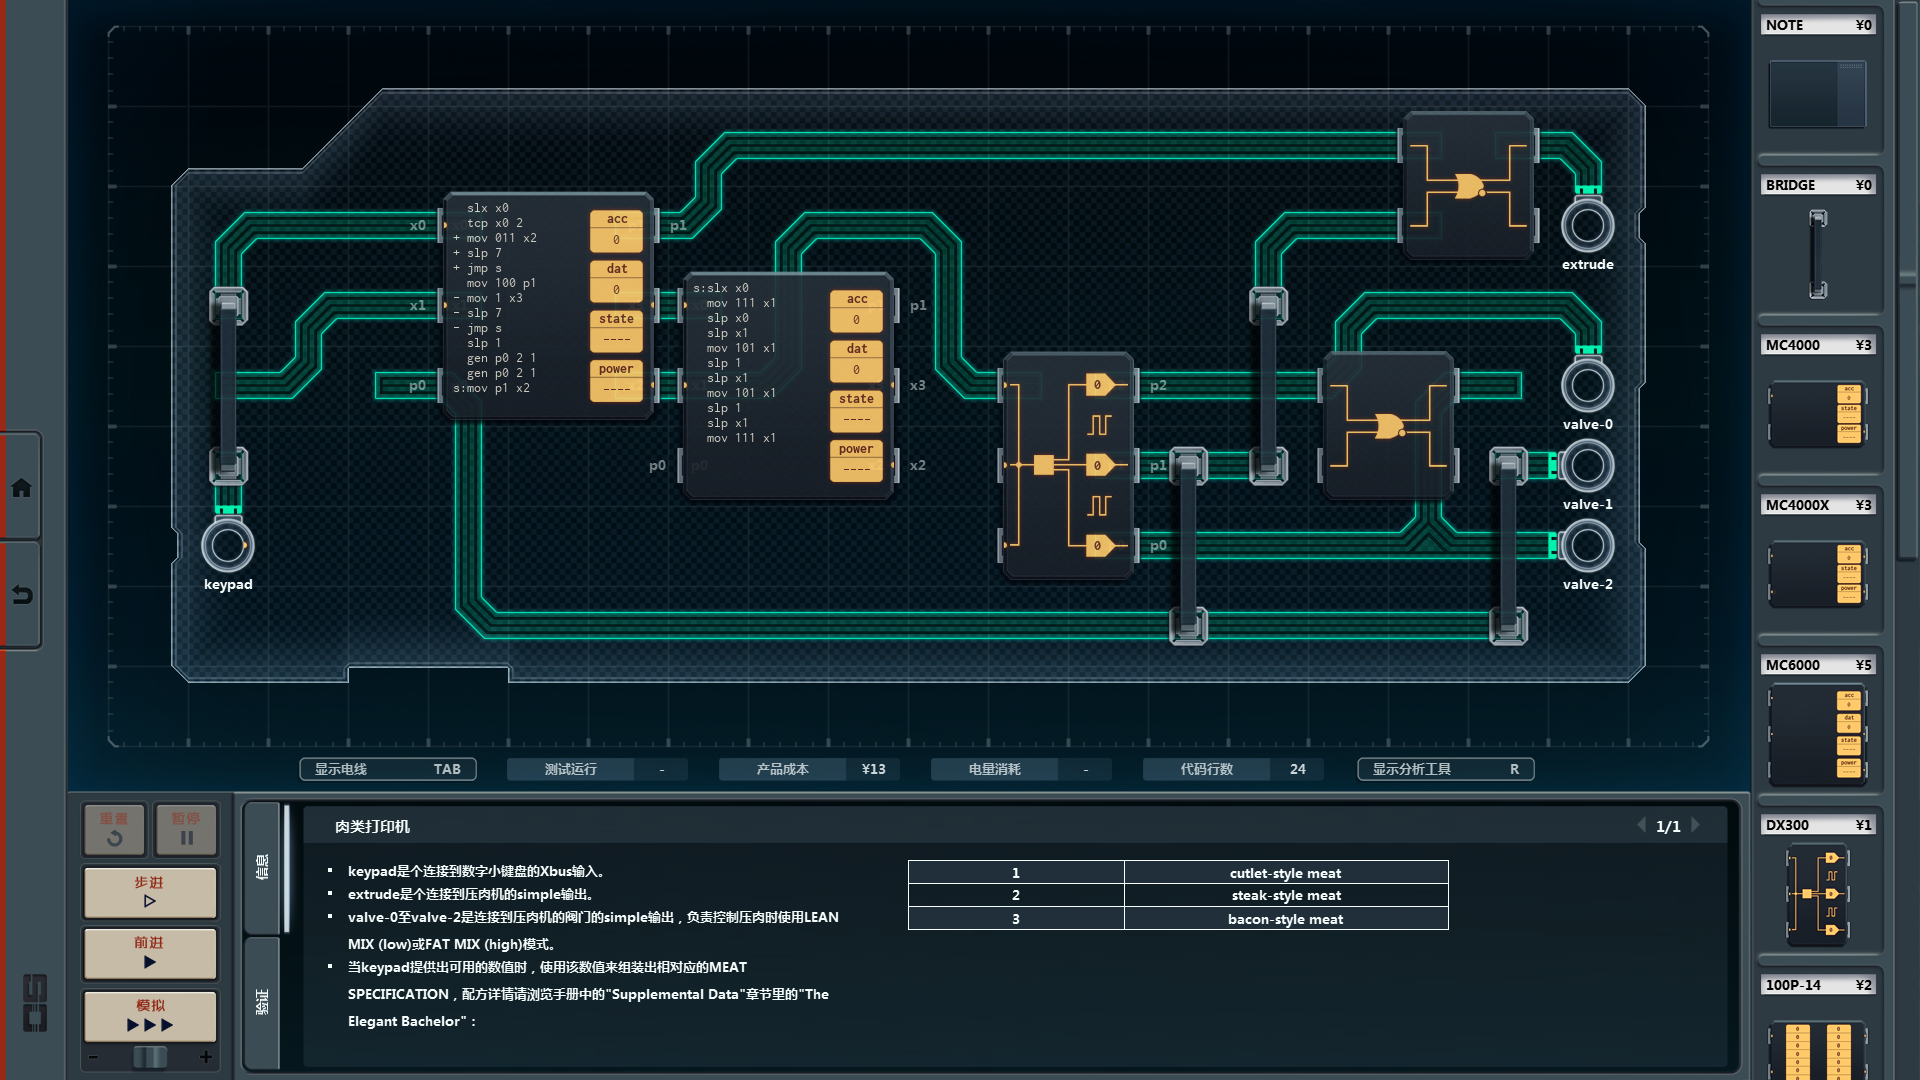 NOTE ¥0
BRIDGE ¥0
MC4000 ¥3
MC4000X ¥3
MC6000 ¥5
DX300 ¥1
100P-14 ¥2
x0
x1
p0
slx x0
tcp x0 2
+ mov 011 x2
+ slp 7
+ jmp s
mov 100 p1
- mov 1 x3
- slp 7
- jmp s
slp 1
gen p0 2 1
gen p0 2 1
s:mov p1 x2
acc
0
dat
0
state
----
power
----
p1
s:slx x0
mov 111 x1
slp x0
slp x1
mov 101 x1
slp 1
slp x1
mov 101 x1
slp 1
slp x1
mov 111 x1
acc
0
dat
0
state
----
power
----
p0
p1
x3
x2
0
0
0
p2
p1
p0
extrude
valve-0
valve-1
valve-2
keypad
显示电线 TAB
测试运行 -
产品成本 ¥13
电量消耗 -
代码行数 24
显示分析工具 R
重置
暂停
步进
前进
模拟
- +
信息
验证
肉类打印机
1/1
▪ keypad是个连接到数字小键盘的Xbus输入。
▪ extrude是个连接到压肉机的simple输出。
▪ valve-0至valve-2是连接到压肉机的阀门的simple输出，负责控制压肉时使用LEAN
MIX (low)或FAT MIX (high)模式。
▪ 当keypad提供出可用的数值时，使用该数值来组装出相对应的MEAT
SPECIFICATION，配方详情请浏览手册中的"Supplemental Data"章节里的"The
Elegant Bachelor"：
1 cutlet-style meat
2 steak-style meat
3 bacon-style meat